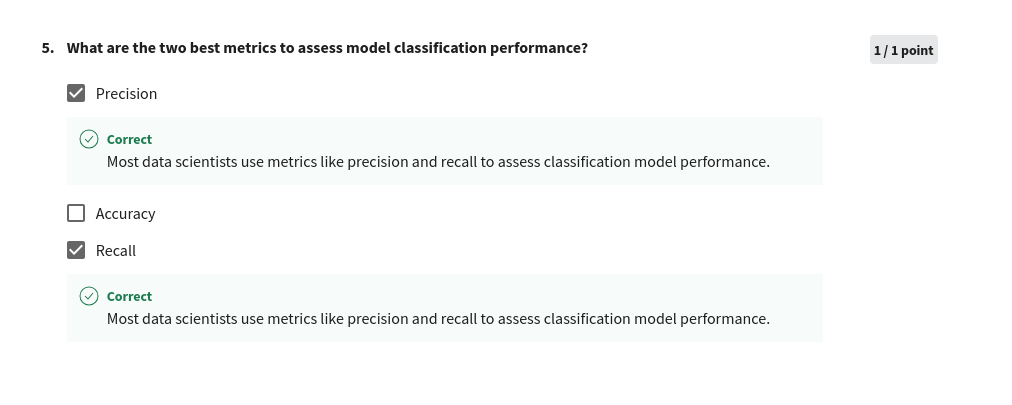 5. What are the two best metrics to assess model classification performance?
1 / 1 point
Precision
Correct
Most data scientists use metrics like precision and recall to assess classification model performance.
Accuracy
Recall
Correct
Most data scientists use metrics like precision and recall to assess classification model performance.